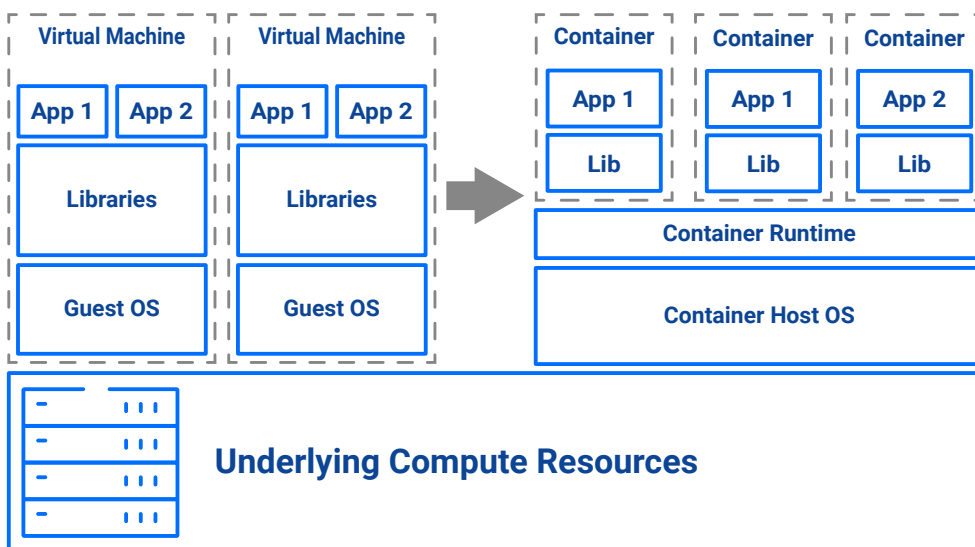 Virtual Machine
Virtual Machine
App 1
App 2
App 1
App 2
Libraries
Libraries
Guest OS
Guest OS
Container
Container
Container
App 1
App 1
App 2
Lib
Lib
Lib
Container Runtime
Container Host OS
Underlying Compute Resources